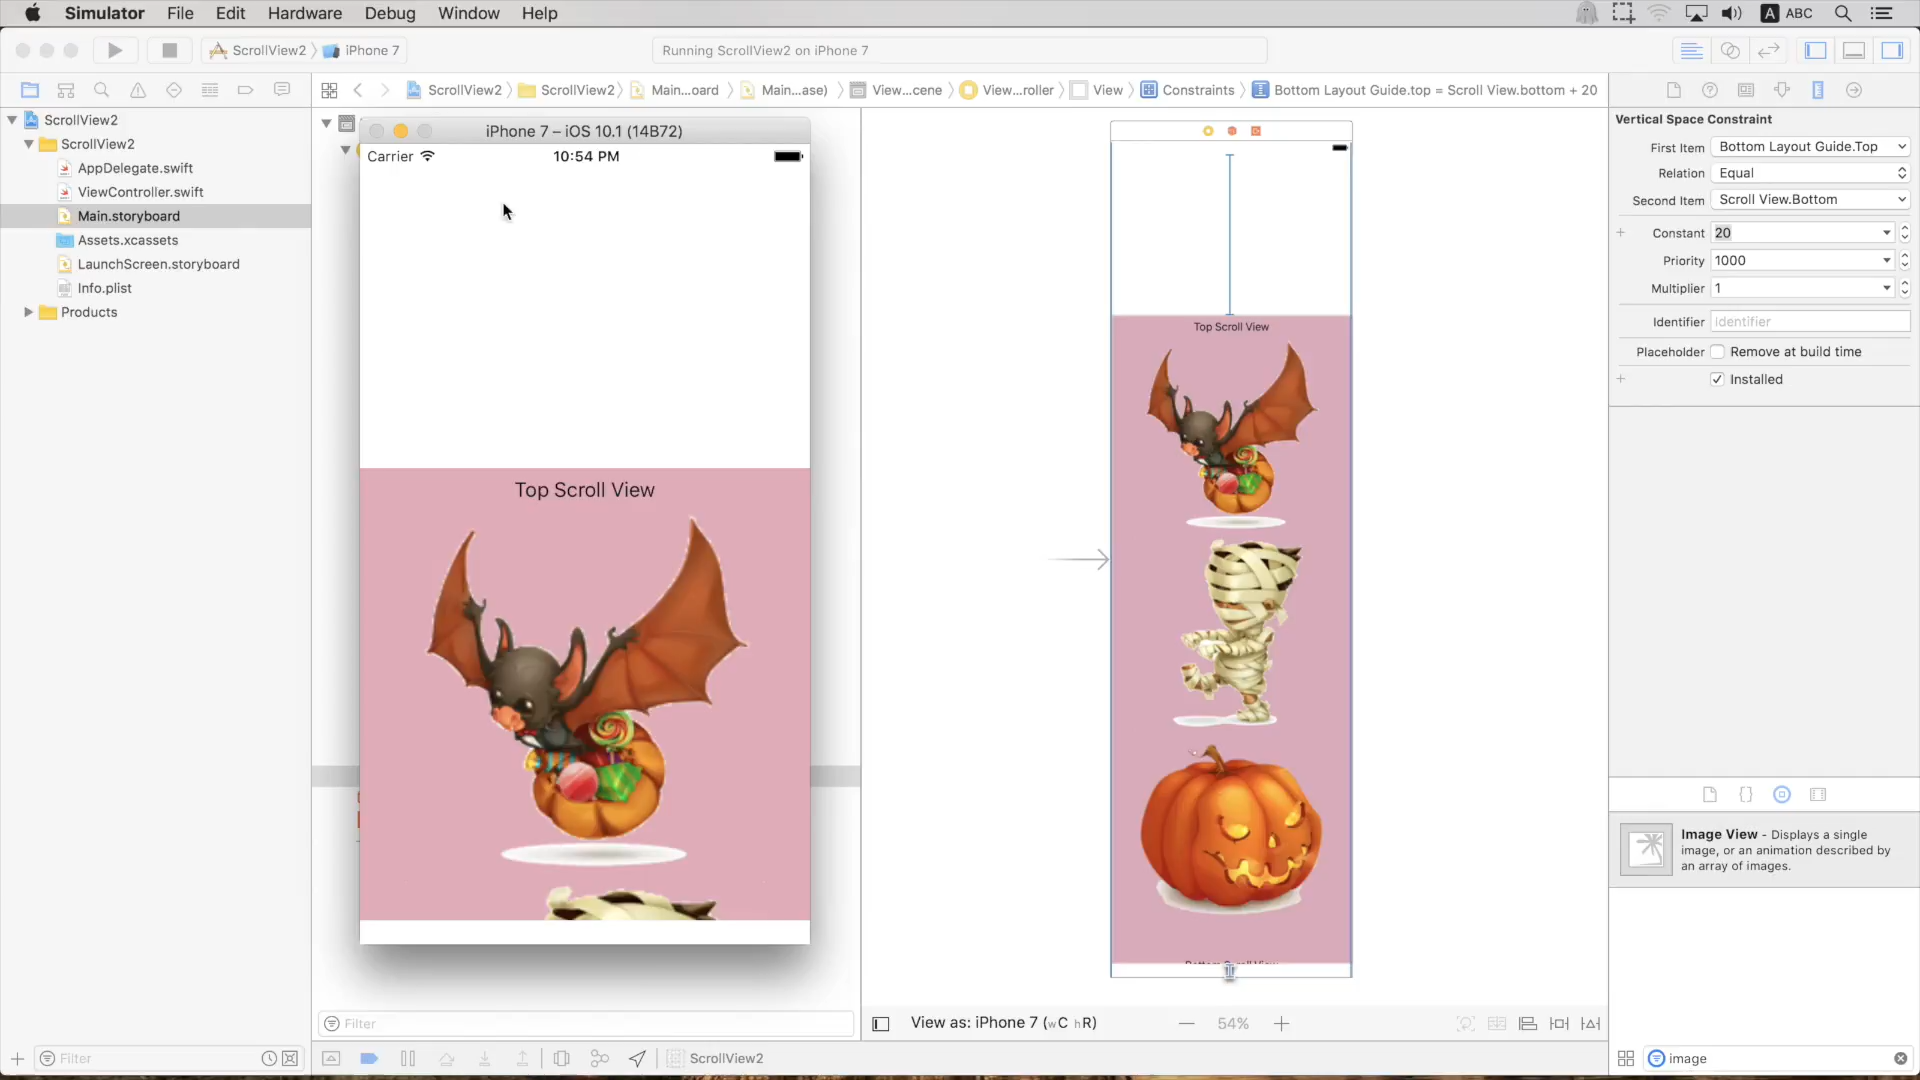 Simulator File Edit Hardware Debug Window Help A ABC
ScrollView2 iPhone 7 Running ScrollView2 on iPhone 7
ScrollView2 ScrollView2 Main...oard Main...ase) View...cene View...roller View Constraints Bottom Layout Guide.top = Scroll View.bottom + 20
ScrollView2
ScrollView2
AppDelegate.swift
ViewController.swift
Main.storyboard
Assets.xcassets
LaunchScreen.storyboard
Info.plist
Products
iPhone 7 – iOS 10.1 (14B72)
Carrier 10:54 PM
Top Scroll View
Top Scroll View
Vertical Space Constraint
First Item Bottom Layout Guide.Top
Relation Equal
Second Item Scroll View.Bottom
Constant 20
Priority 1000
Multiplier 1
Identifier Identifier
Placeholder Remove at build time
Installed
Image View - Displays a single
image, or an animation described by
an array of images.
Filter
View as: iPhone 7 (wC hR) 54%
Filter
ScrollView2
image